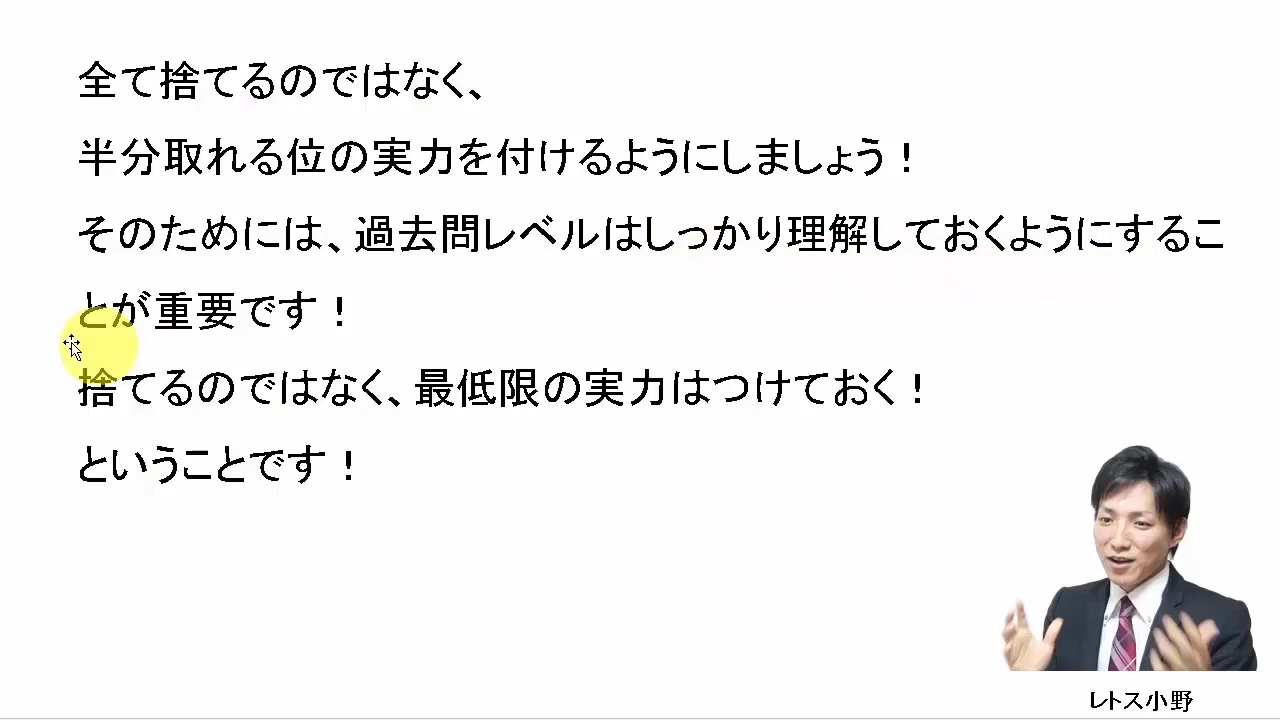 全て捨てるのではなく、
半分取れる位の実力を付けるようにしましょう！
そのためには、過去問レベルはしっかり理解しておくようにするこ
とが重要です！
捨てるのではなく、最低限の実力はつけておく！
ということです！
レトス小野